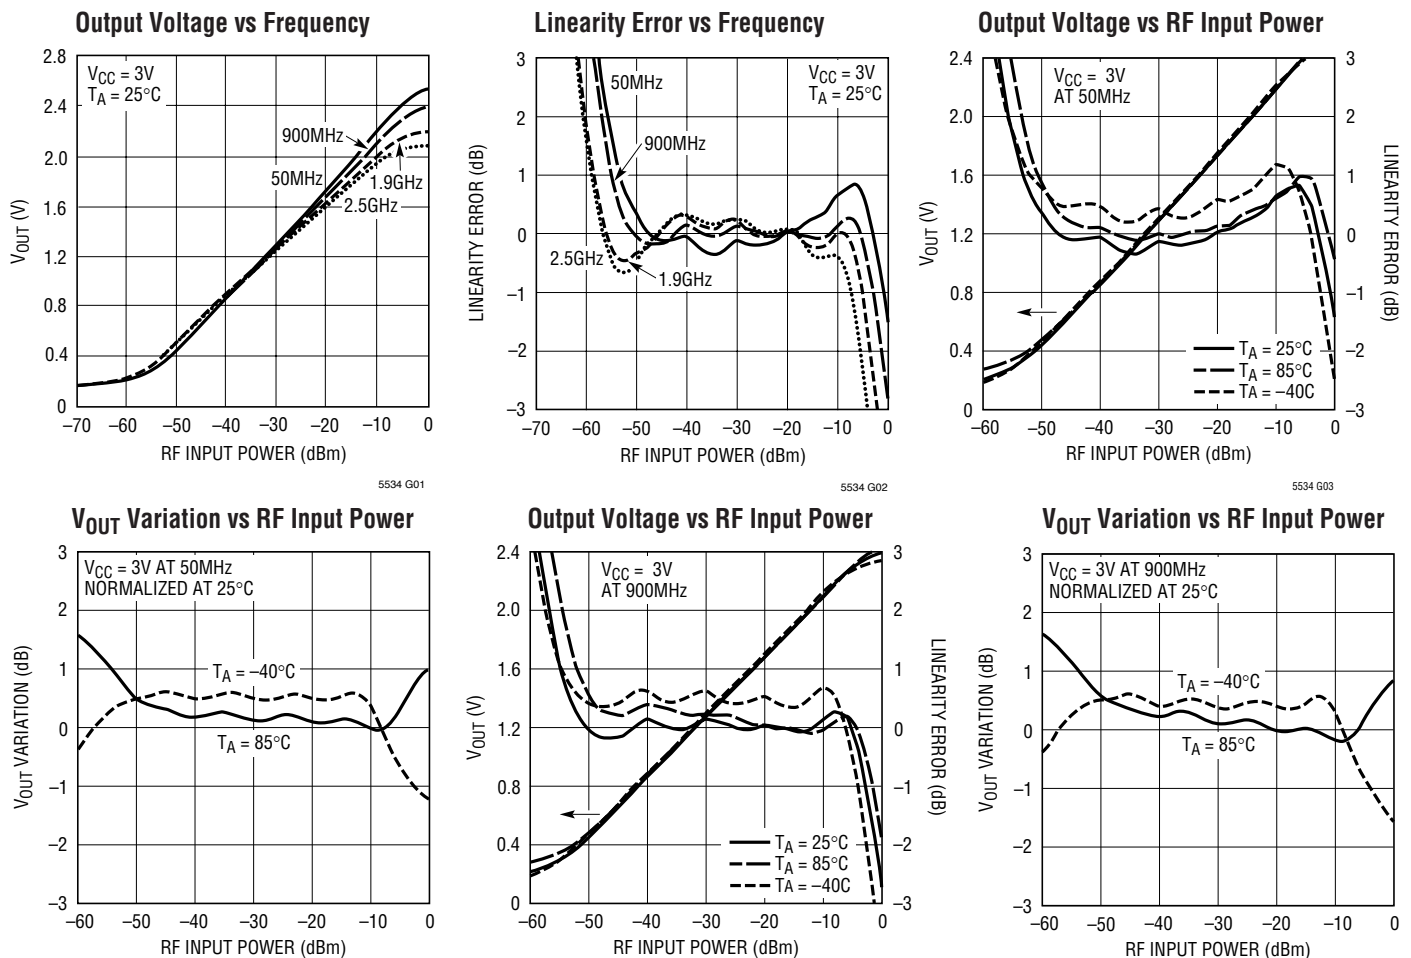 Output Voltage vs Frequency
VCC = 3V
TA = 25°C
900MHz
50MHz
1.9GHz
2.5GHz
VOUT (V)
2.8
2.4
2.0
1.6
1.2
0.8
0.4
0
–70 –60 –50 –40 –30 –20 –10 0
RF INPUT POWER (dBm)
5534 G01
Linearity Error vs Frequency
50MHz
VCC = 3V
TA = 25°C
900MHz
2.5GHz
1.9GHz
LINEARITY ERROR (dB)
3
2
1
0
–1
–2
–3
–70 –60 –50 –40 –30 –20 –10 0
RF INPUT POWER (dBm)
5534 G02
Output Voltage vs RF Input Power
VCC = 3V
AT 50MHz
VOUT (V)
2.4
2.0
1.6
1.2
0.8
0.4
0
LINEARITY ERROR (dB)
3
2
1
0
–1
–2
–3
TA = 25°C
TA = 85°C
TA = –40C
–60 –50 –40 –30 –20 –10 0
RF INPUT POWER (dBm)
5534 G03
VOUT Variation vs RF Input Power
VCC = 3V AT 50MHz
NORMALIZED AT 25°C
TA = –40°C
TA = 85°C
VOUT VARIATION (dB)
3
2
1
0
–1
–2
–3
–60 –50 –40 –30 –20 –10 0
RF INPUT POWER (dBm)
Output Voltage vs RF Input Power
VCC = 3V
AT 900MHz
VOUT (V)
2.4
2.0
1.6
1.2
0.8
0.4
0
LINEARITY ERROR (dB)
3
2
1
0
–1
–2
–3
TA = 25°C
TA = 85°C
TA = –40C
–60 –50 –40 –30 –20 –10 0
RF INPUT POWER (dBm)
VOUT Variation vs RF Input Power
VCC = 3V AT 900MHz
NORMALIZED AT 25°C
TA = –40°C
TA = 85°C
VOUT VARIATION (dB)
3
2
1
0
–1
–2
–3
–60 –50 –40 –30 –20 –10 0
RF INPUT POWER (dBm)